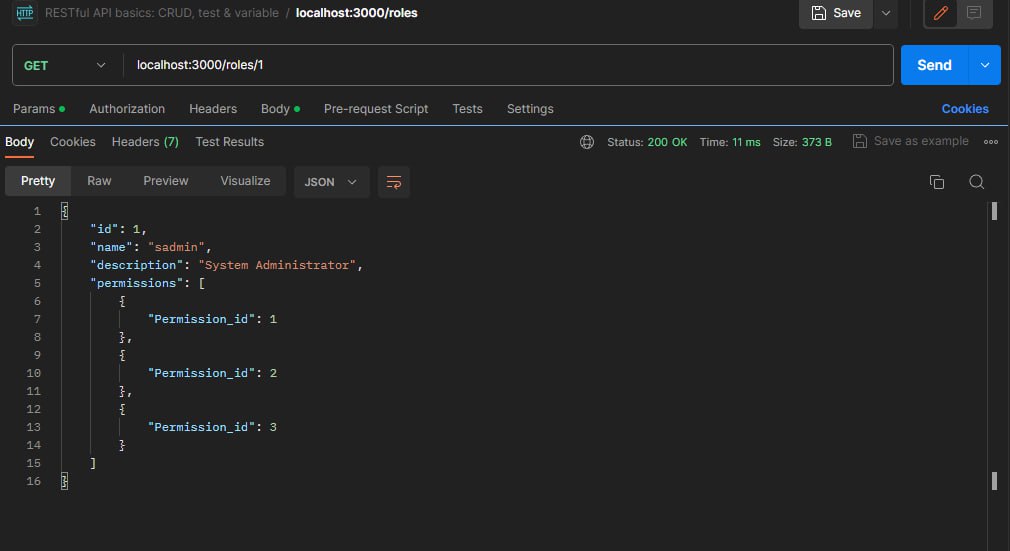 HTTP RESTful API basics: CRUD, test & variable / localhost:3000/roles Save
GET localhost:3000/roles/1 Send
Params Authorization Headers Body Pre-request Script Tests Settings Cookies
Body Cookies Headers (7) Test Results Status: 200 OK Time: 11 ms Size: 373 B Save as example
Pretty Raw Preview Visualize JSON
1 {
2 "id": 1,
3 "name": "sadmin",
4 "description": "System Administrator",
5 "permissions": [
6 {
7 "Permission_id": 1
8 },
9 {
10 "Permission_id": 2
11 },
12 {
13 "Permission_id": 3
14 }
15 ]
16 }